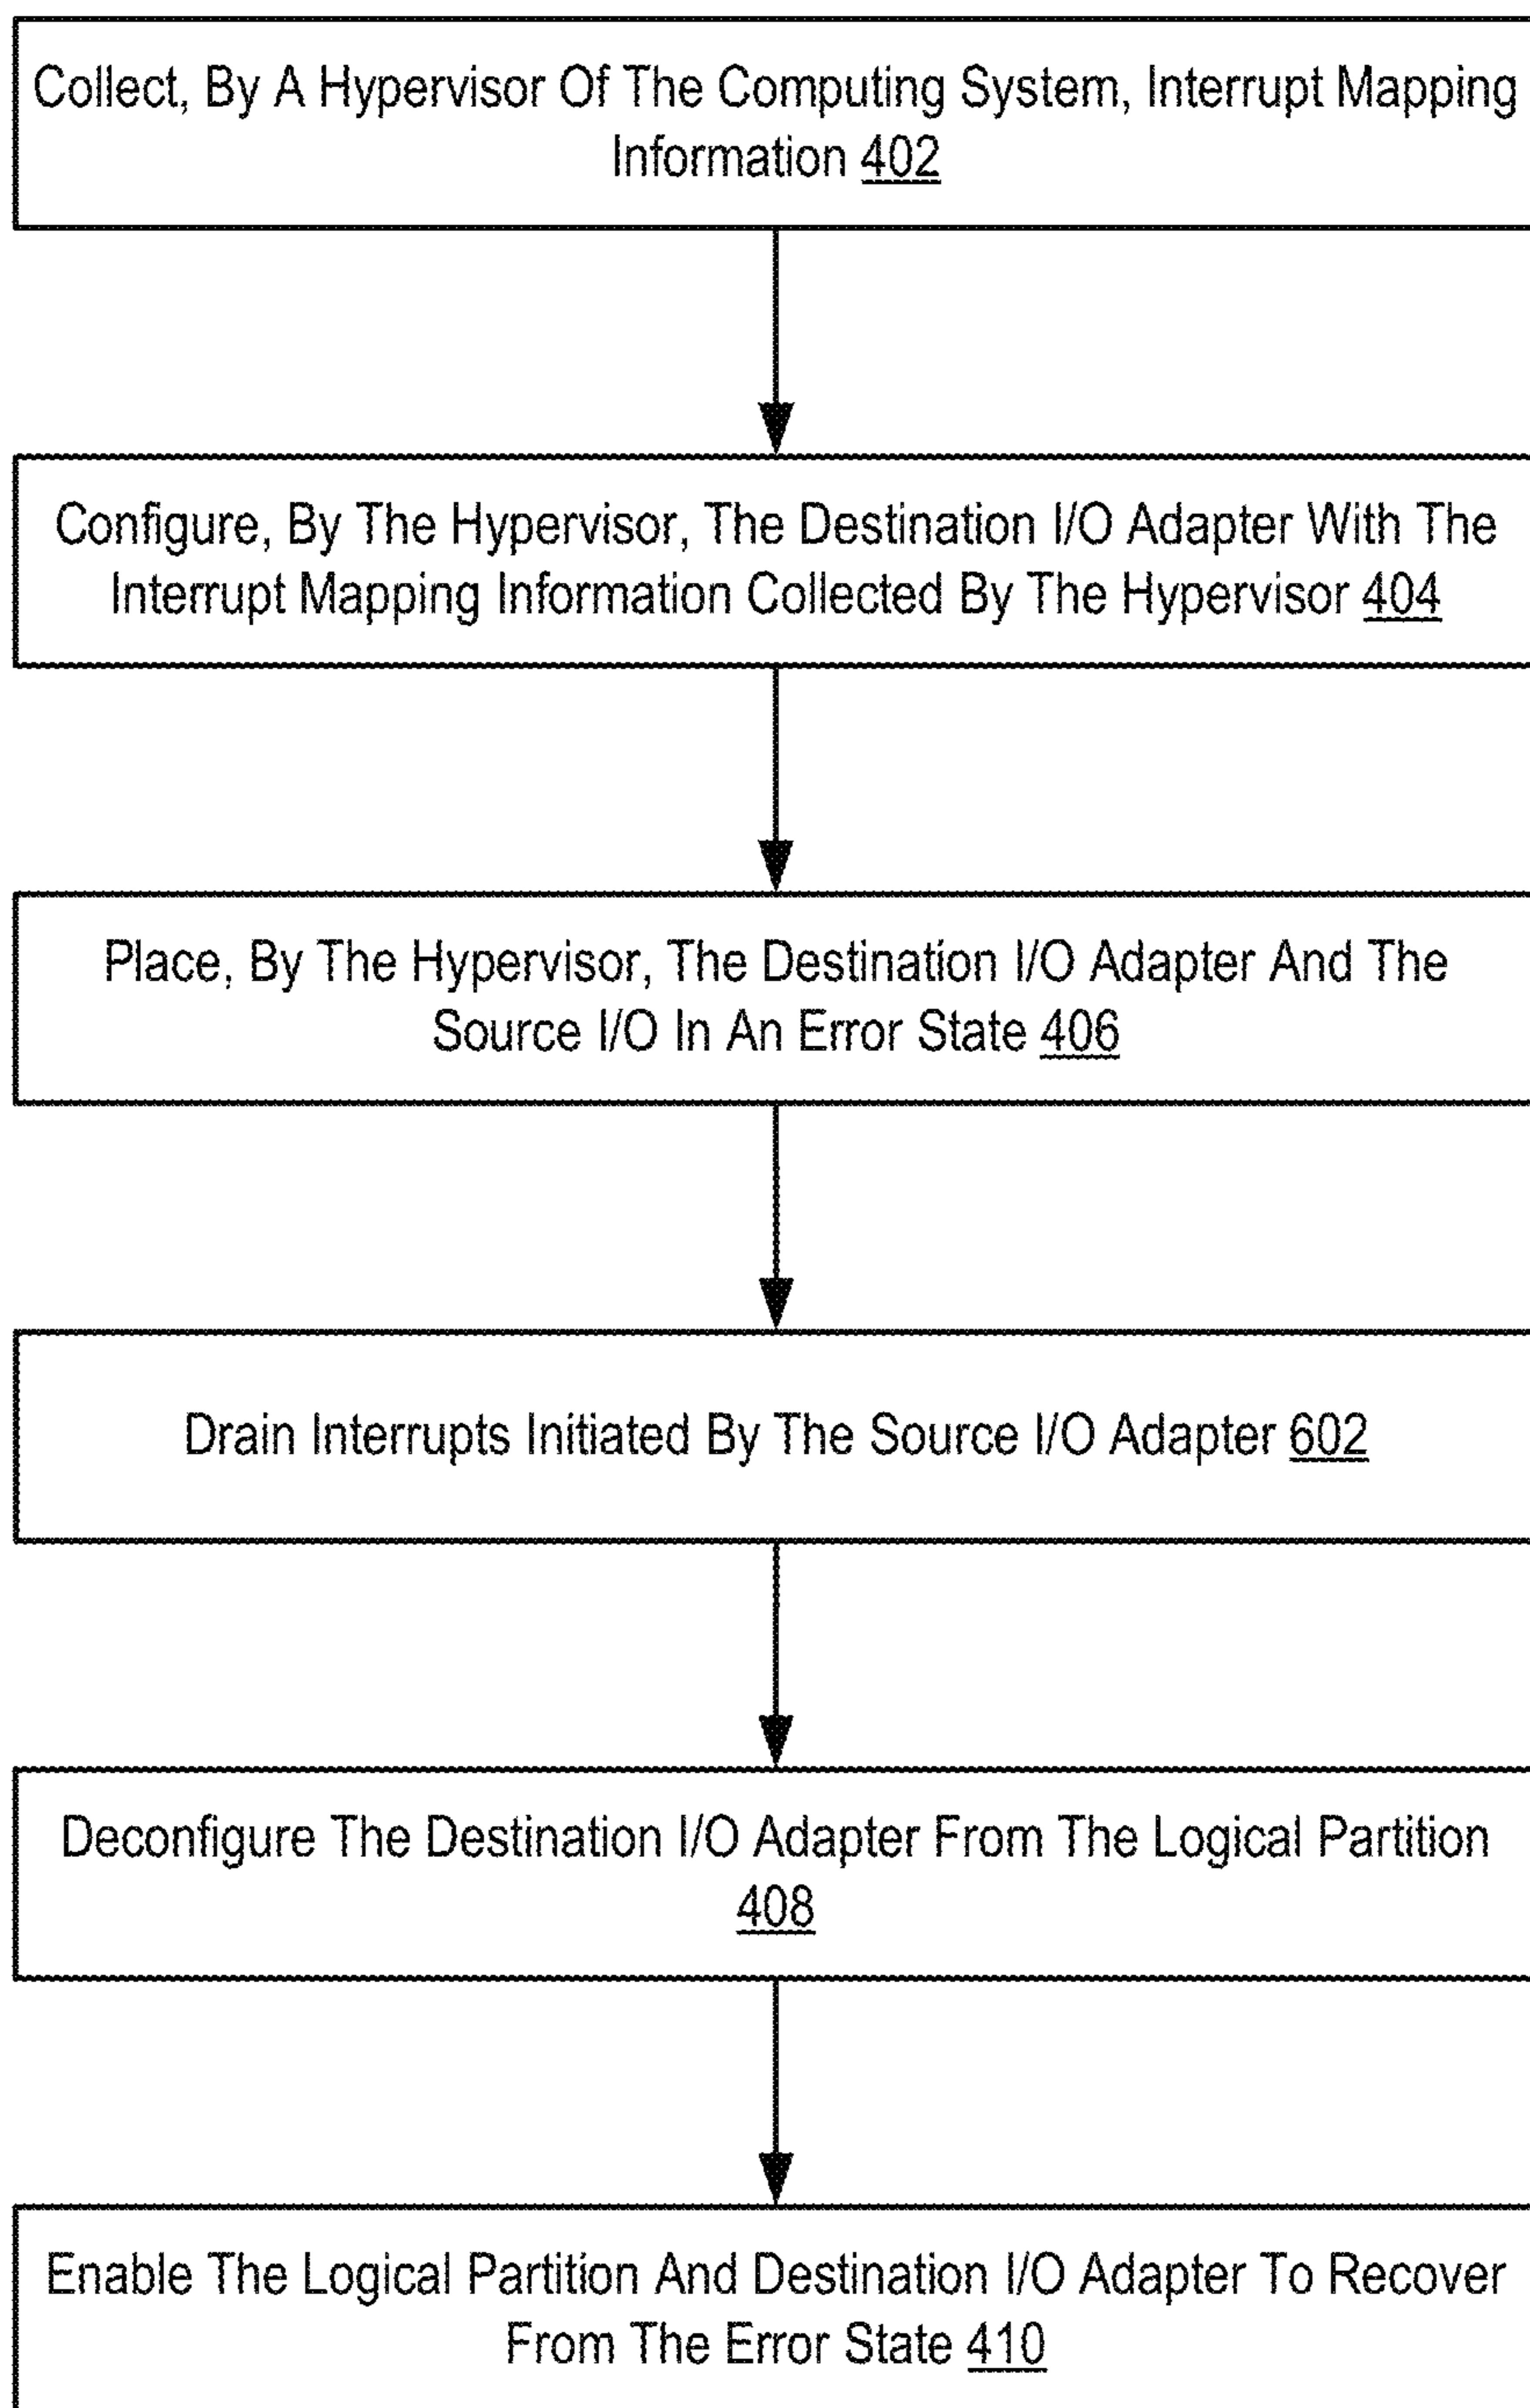 Collect, By A Hypervisor Of The Computing System, Interrupt Mapping
Information 402
Configure, By The Hypervisor, The Destination I/O Adapter With The
Interrupt Mapping Information Collected By The Hypervisor 404
Place, By The Hypervisor, The Destination I/O Adapter And The
Source I/O In An Error State 406
Drain Interrupts Initiated By The Source I/O Adapter 602
Deconfigure The Destination I/O Adapter From The Logical Partition
408
Enable The Logical Partition And Destination I/O Adapter To Recover
From The Error State 410